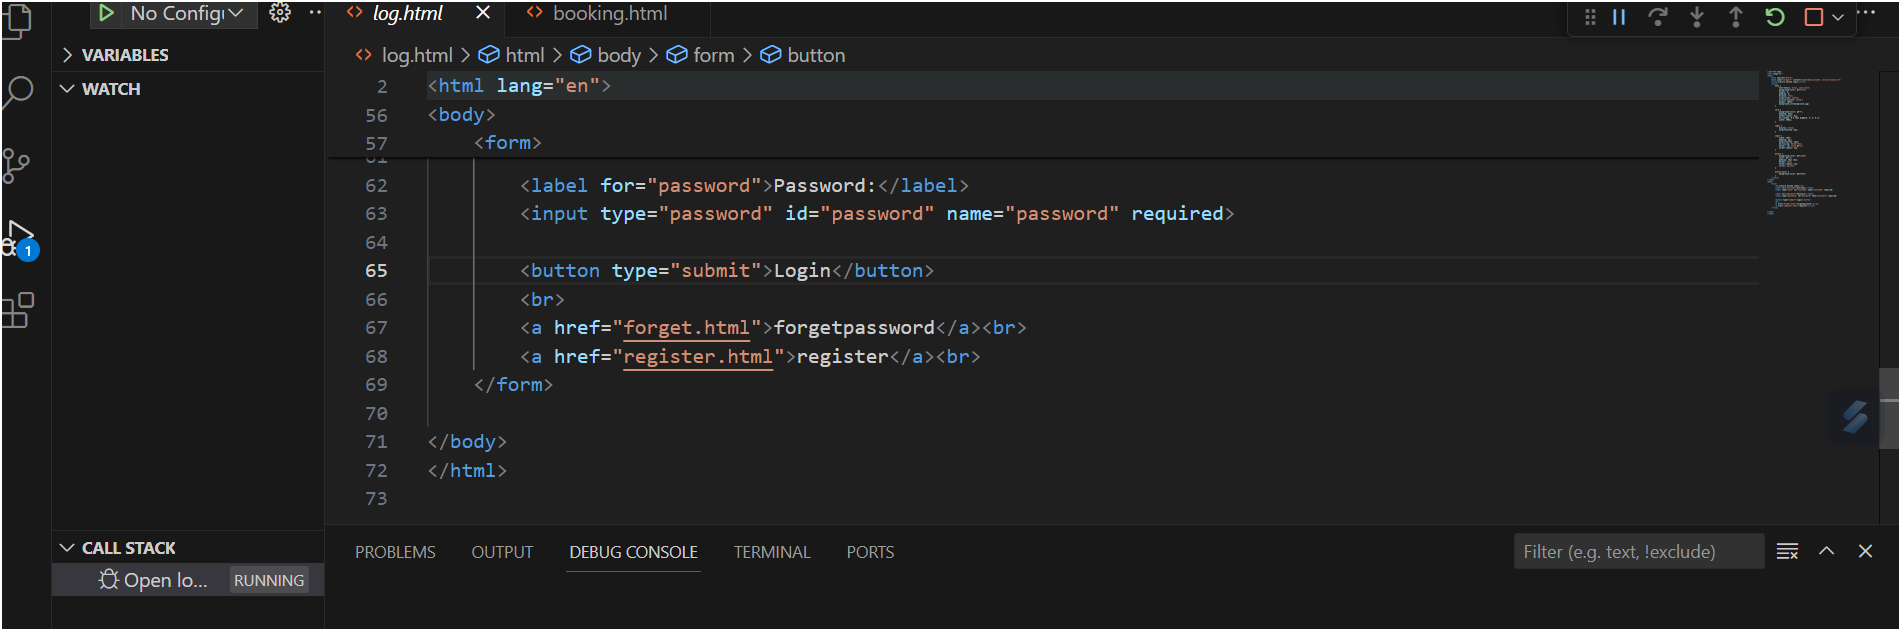 No Config
log.html
booking.html
VARIABLES
log.html > html > body > form > button
WATCH
2 <html lang="en">
56 <body>
57 <form>
61
62 <label for="password">Password:</label>
63 <input type="password" id="password" name="password" required>
64
65 <button type="submit">Login</button>
66 <br>
67 <a href="forget.html">forgetpassword</a><br>
68 <a href="register.html">register</a><br>
69 </form>
70
71 </body>
72 </html>
73
1
CALL STACK
Open lo... RUNNING
PROBLEMS OUTPUT DEBUG CONSOLE TERMINAL PORTS
Filter (e.g. text, !exclude)